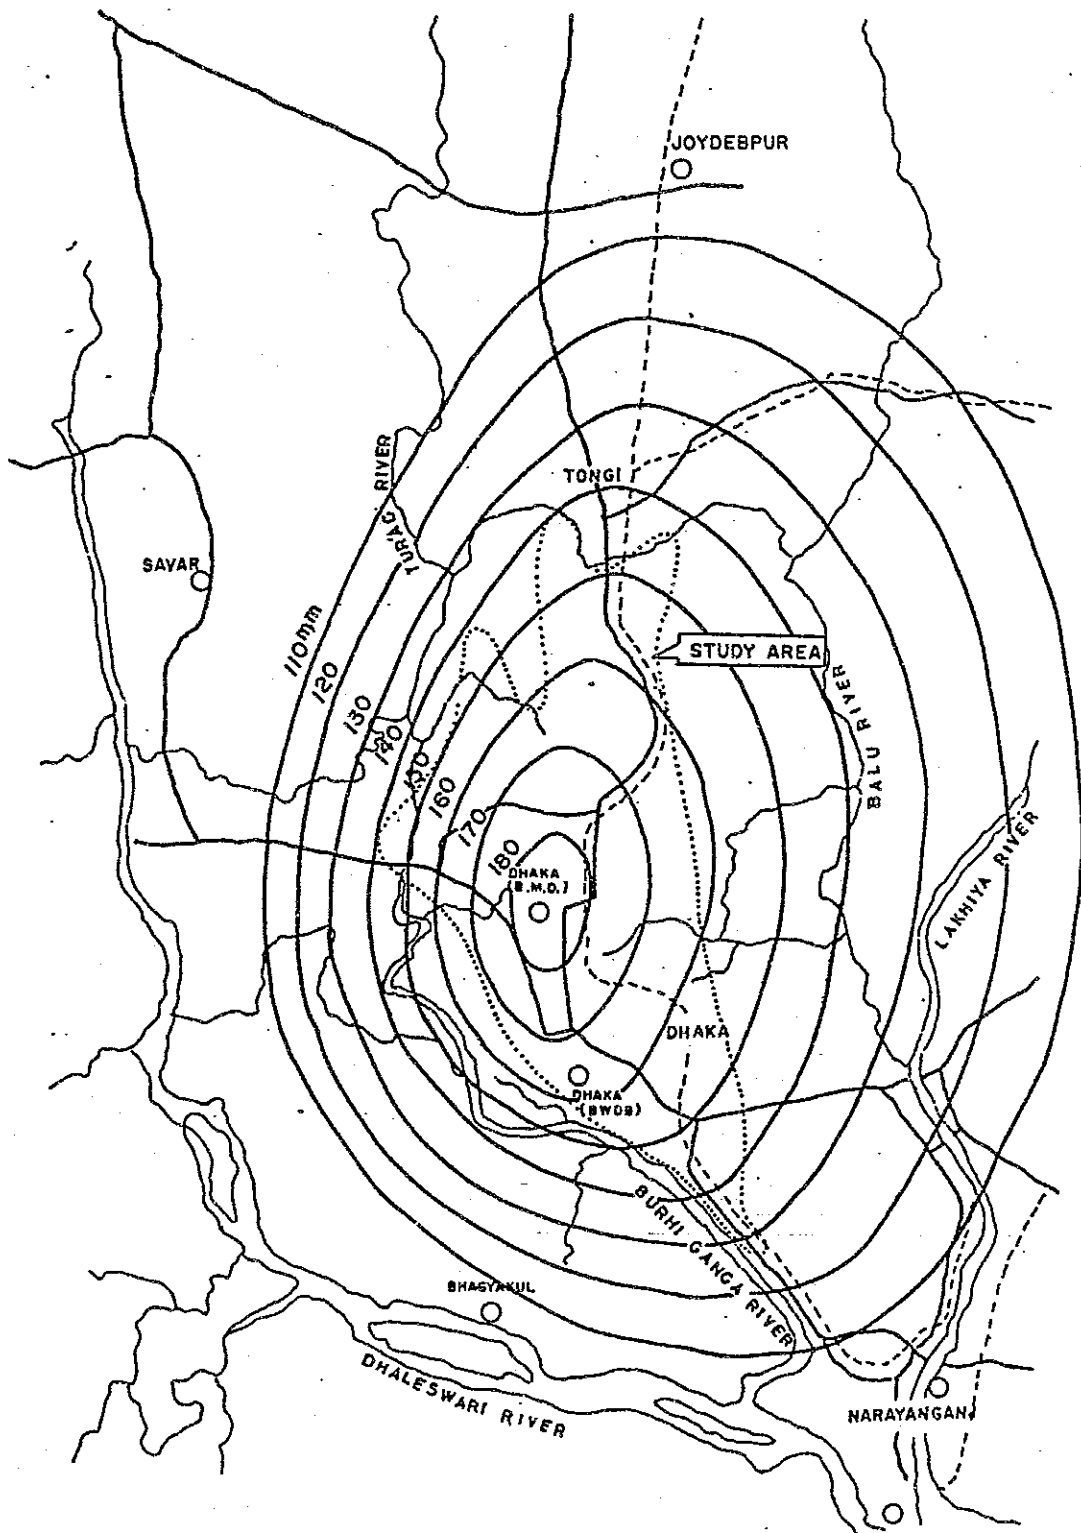 JOYDEBPUR
TONGI
TURAG RIVER
SAVAR
110mm
120
130
140
150
160
170
180
STUDY AREA
BALU RIVER
LAKHIYA RIVER
DHAKA
(B.M.D.)
DHAKA
DHAKA
(BWDB)
BURHI GANGA RIVER
BHAGYAKUL
DHALESWARI RIVER
NARAYANGANJ